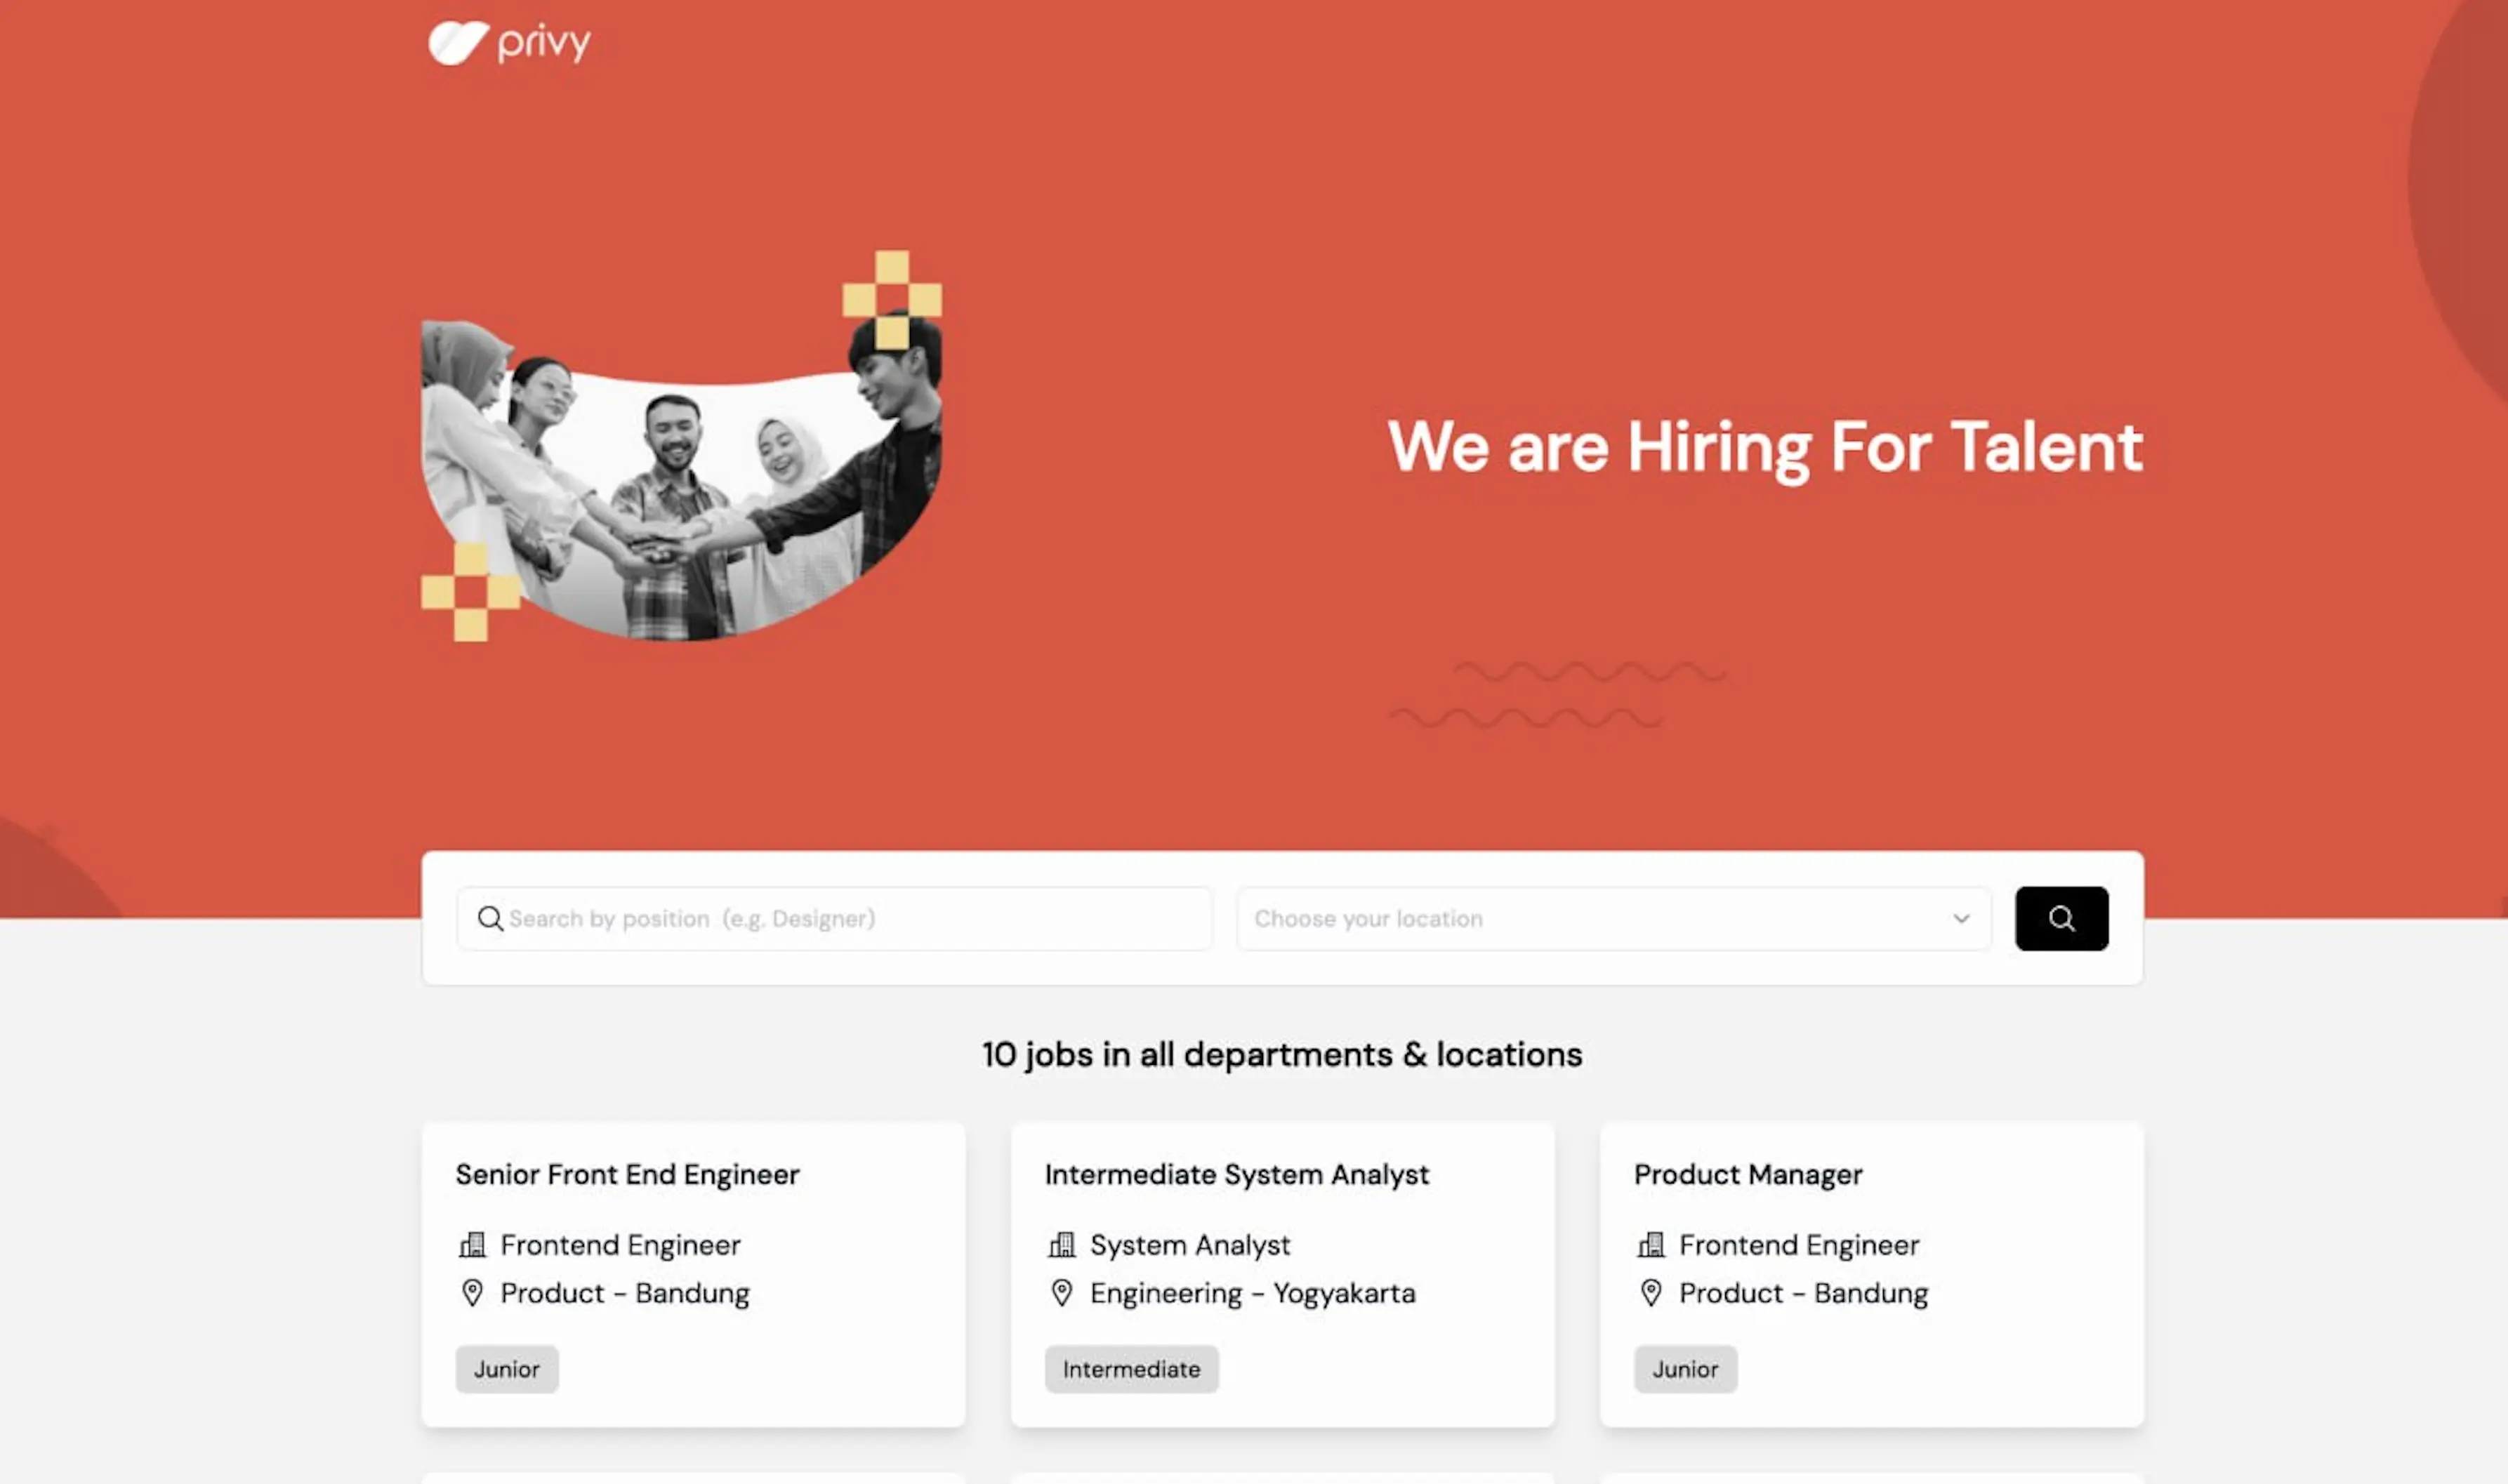 privy
We are Hiring For Talent
Search by position (e.g. Designer)
Choose your location
10 jobs in all departments & locations
Senior Front End Engineer
Frontend Engineer
Product - Bandung
Junior
Intermediate System Analyst
System Analyst
Engineering - Yogyakarta
Intermediate
Product Manager
Frontend Engineer
Product - Bandung
Junior